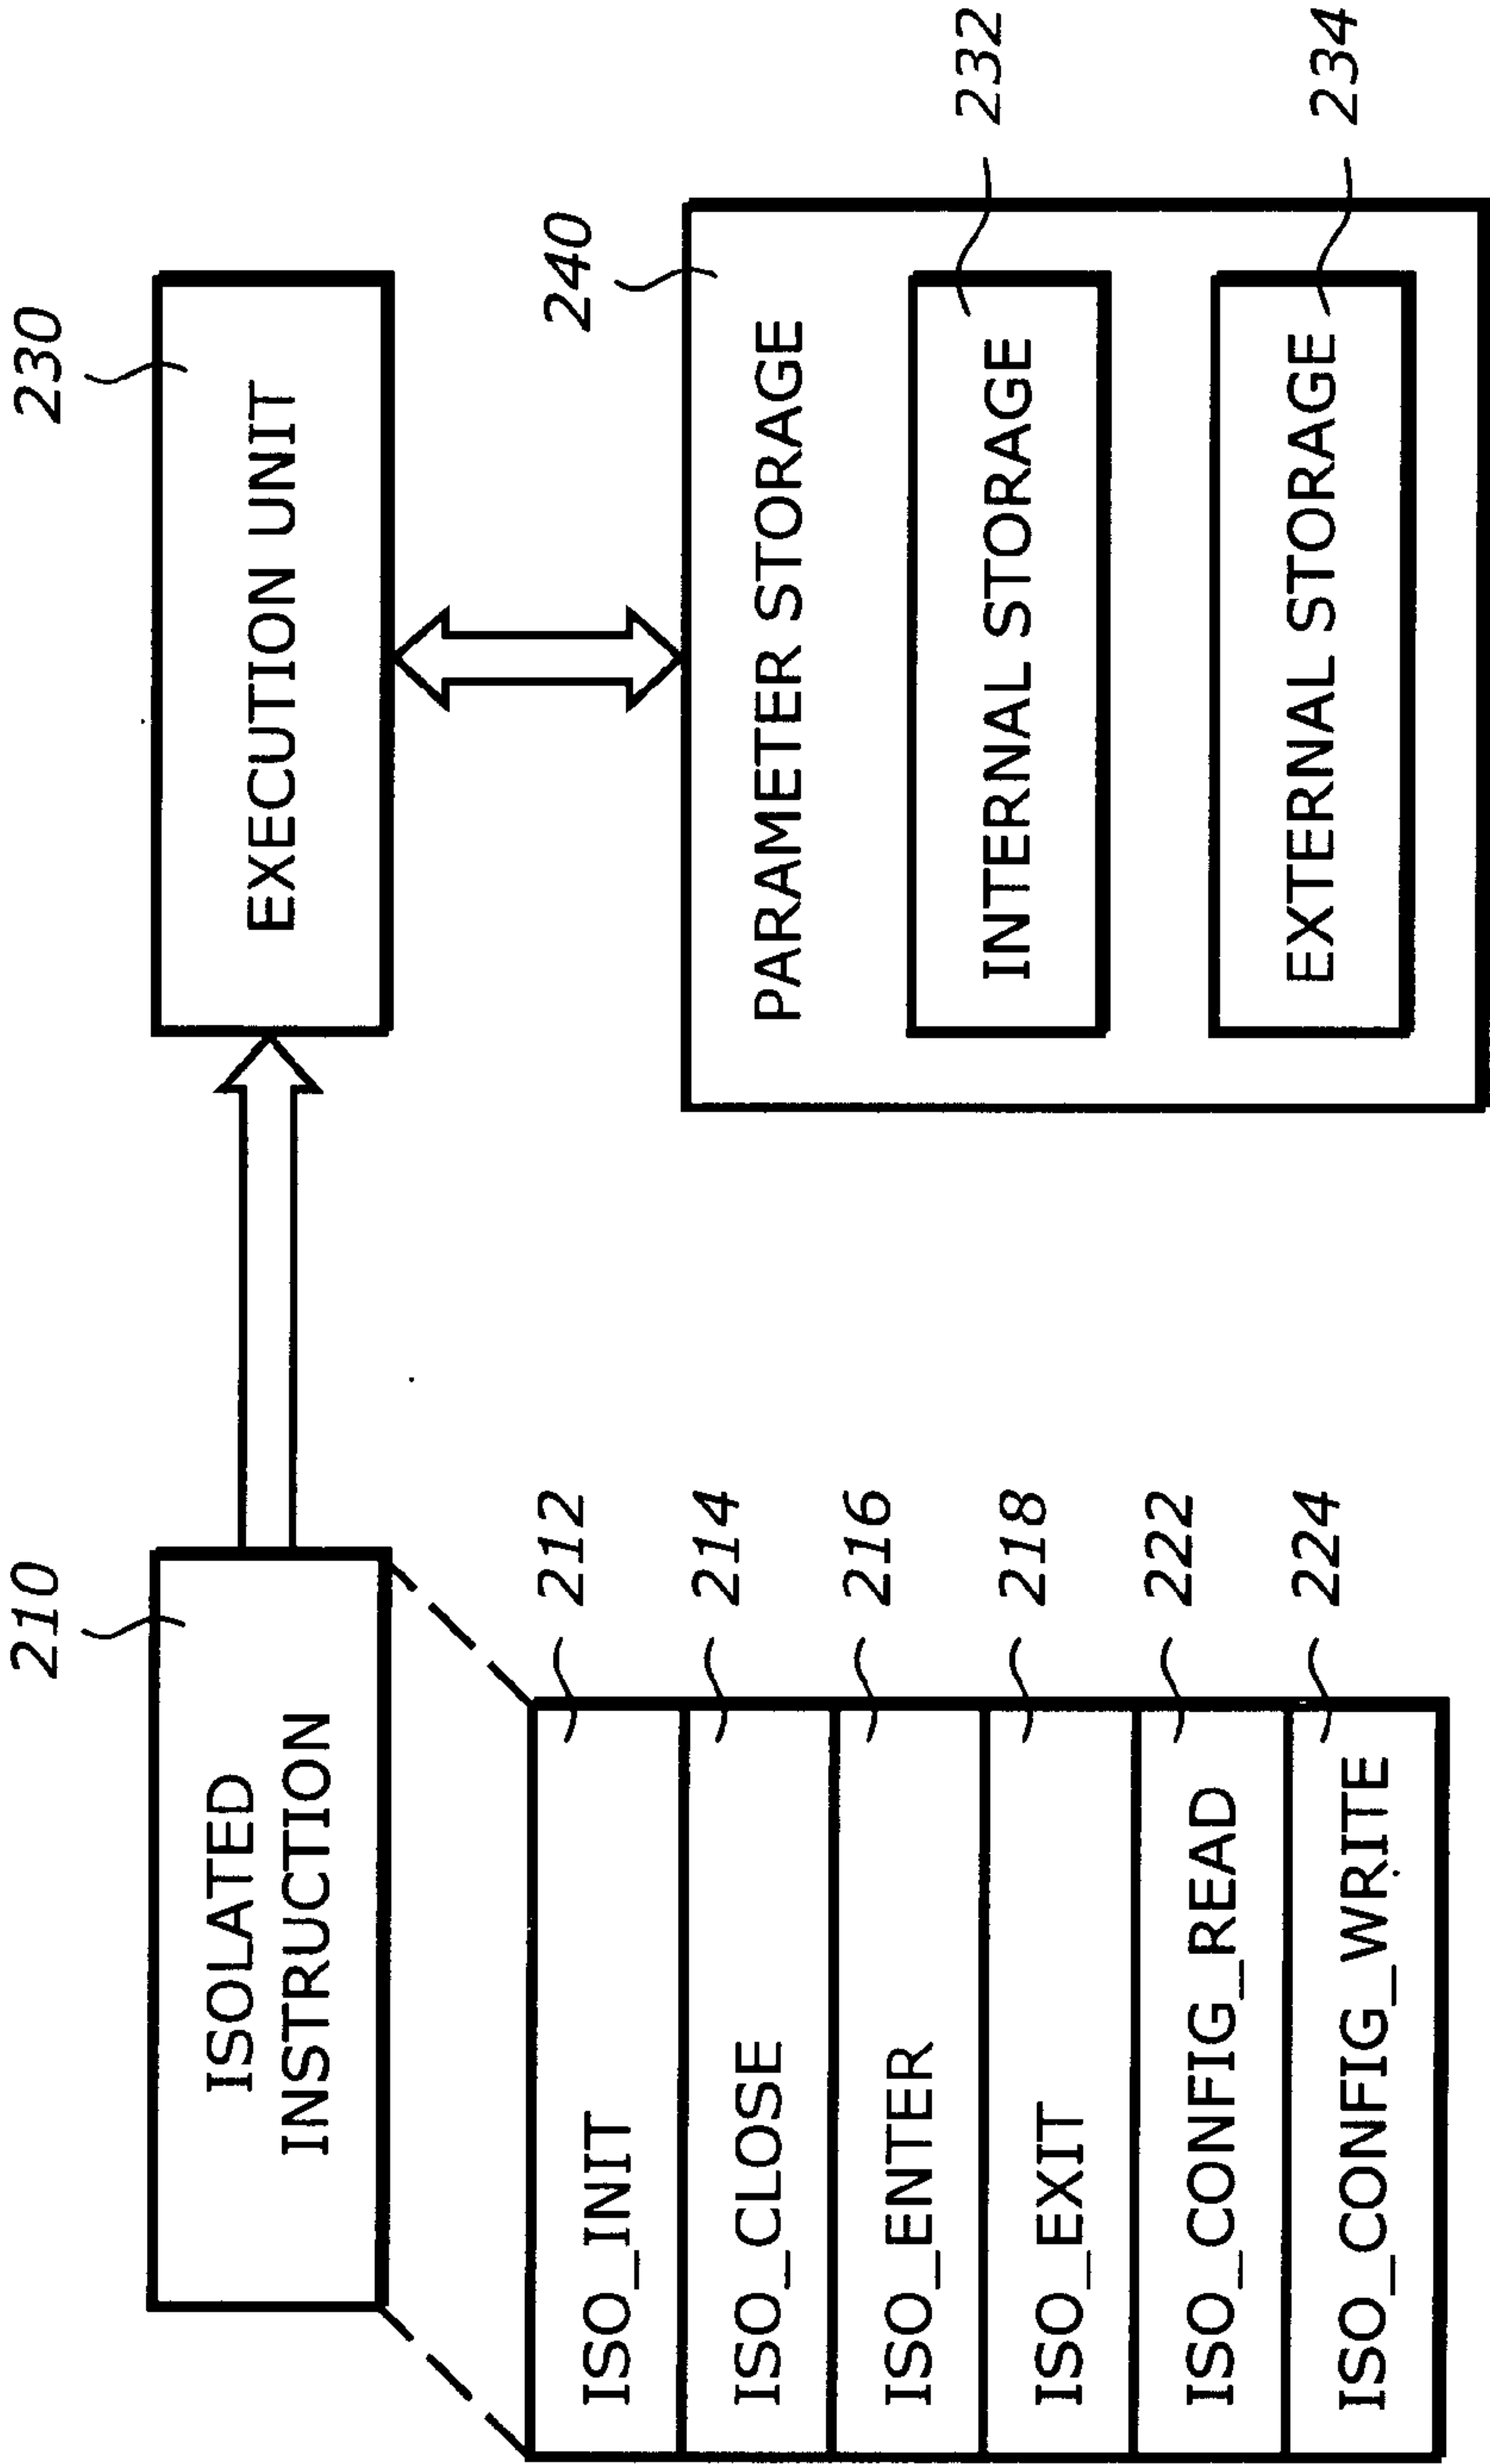 210
ISOLATED
INSTRUCTION
230
EXECUTION UNIT
212
ISO_INIT
214
ISO_CLOSE
216
ISO_ENTER
218
ISO_EXIT
222
ISO_CONFIG_READ
224
ISO_CONFIG_WRITE
240
PARAMETER STORAGE
232
INTERNAL STORAGE
234
EXTERNAL STORAGE